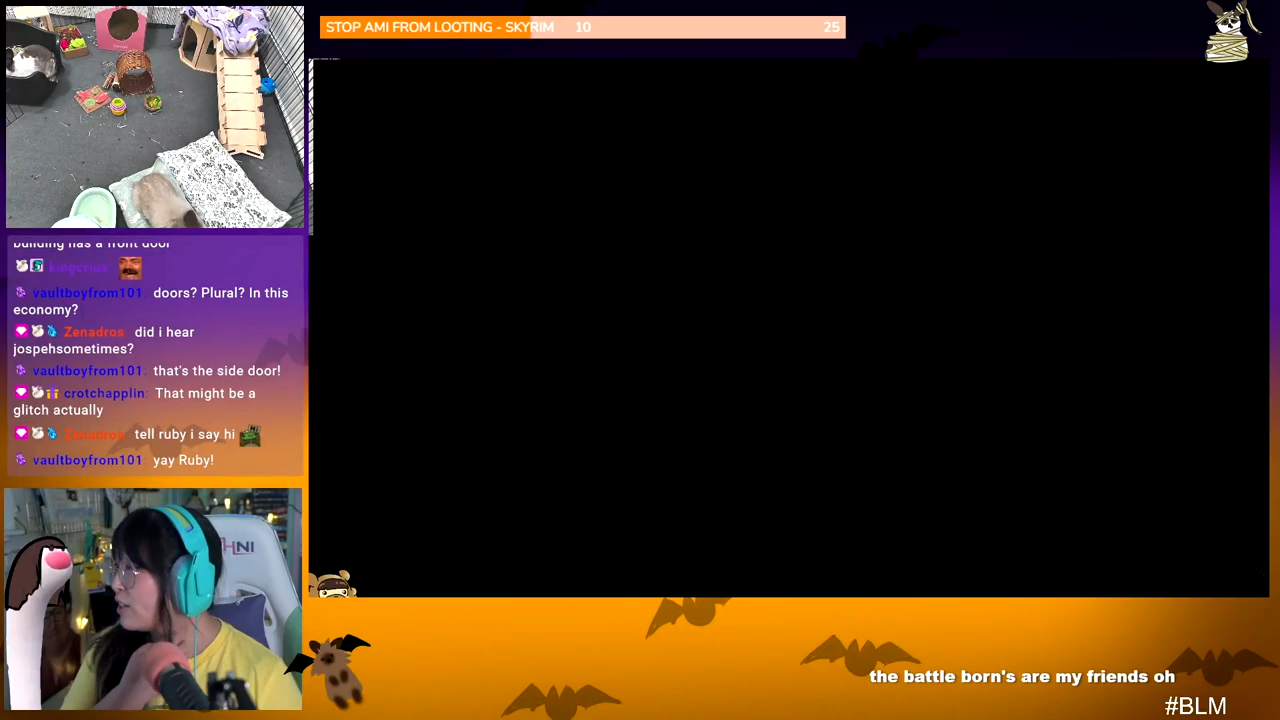 STOP AMI FROM LOOTING - SKYRIM 10 25
building has a front door
kingcrius:
vaultboyfrom101: doors? Plural? In this
economy?
Zenadros did i hear
jospehsometimes?
vaultboyfrom101: that's the side door!
crotchapplin: That might be a
glitch actually
Zenadros tell ruby i say hi
vaultboyfrom101: yay Ruby!
HNI
the battle born's are my friends oh
#BLM